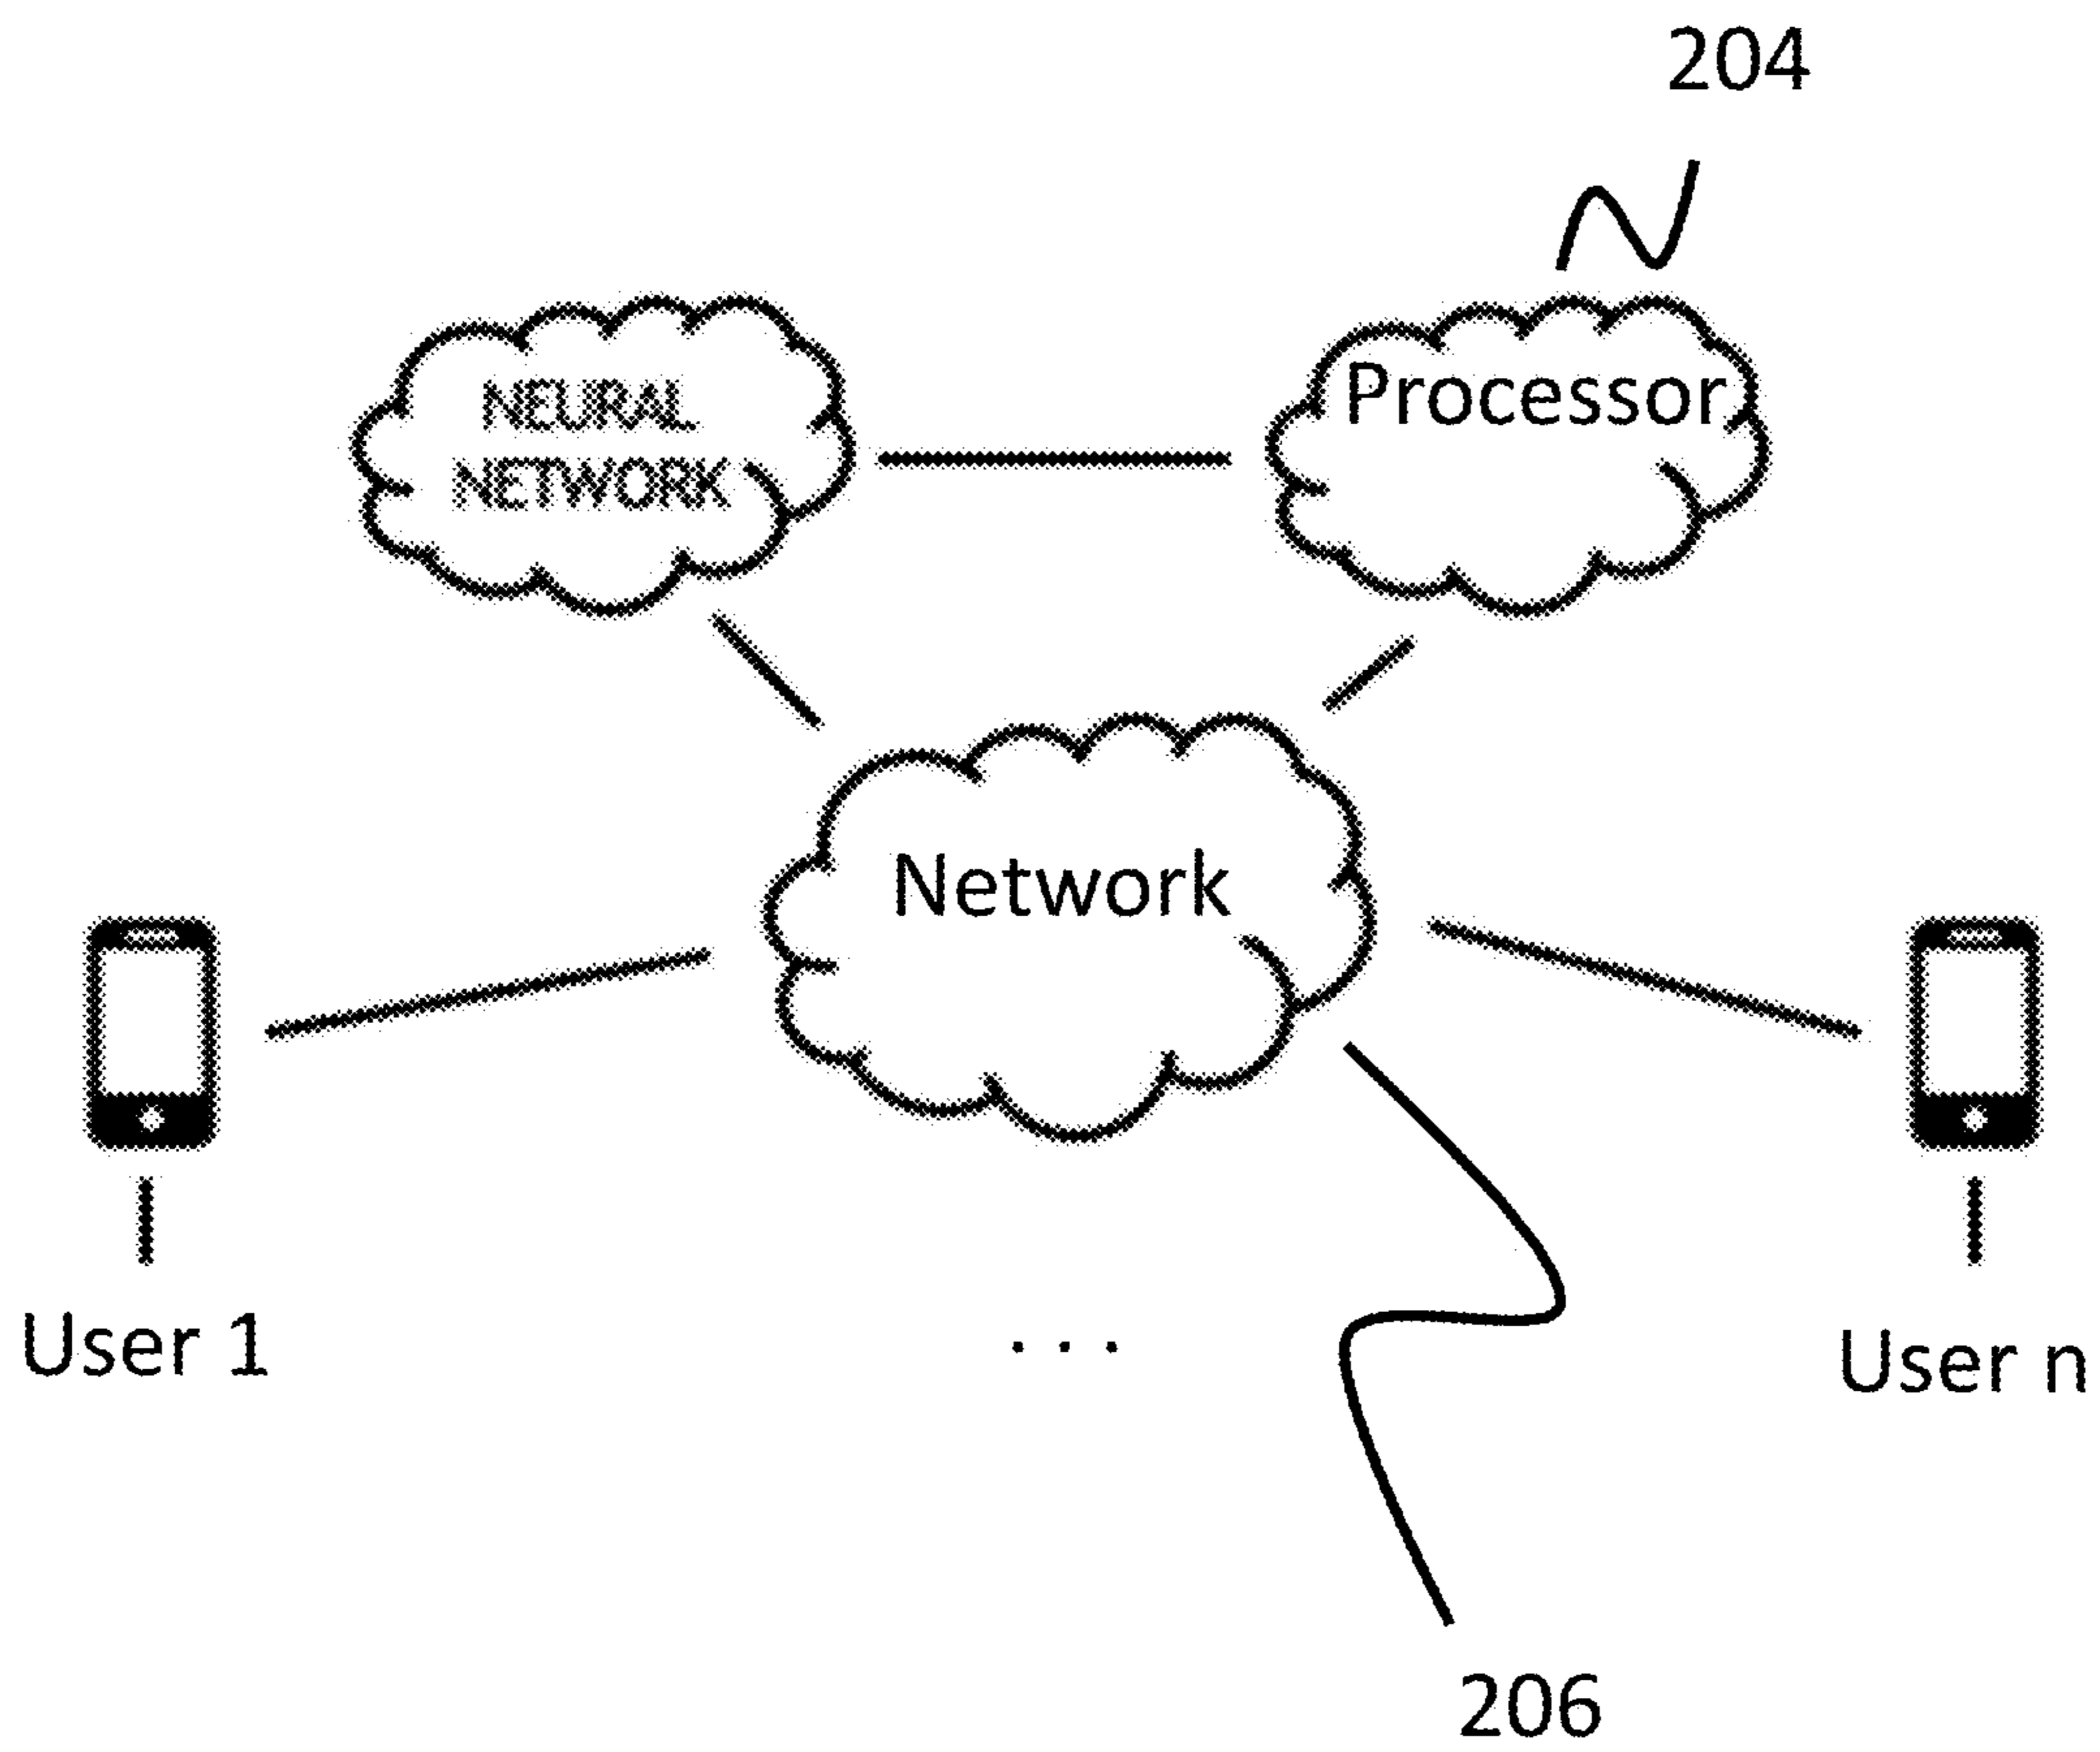 204
NEURAL
NETWORK
Processor
Network
User 1
. . .
User n
206